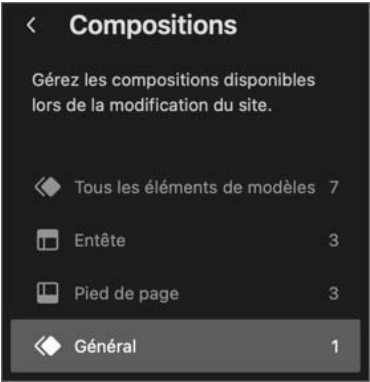 Compositions
Gérez les compositions disponibles
lors de la modification du site.
Tous les éléments de modèles 7
Entête 3
Pied de page 3
Général 1